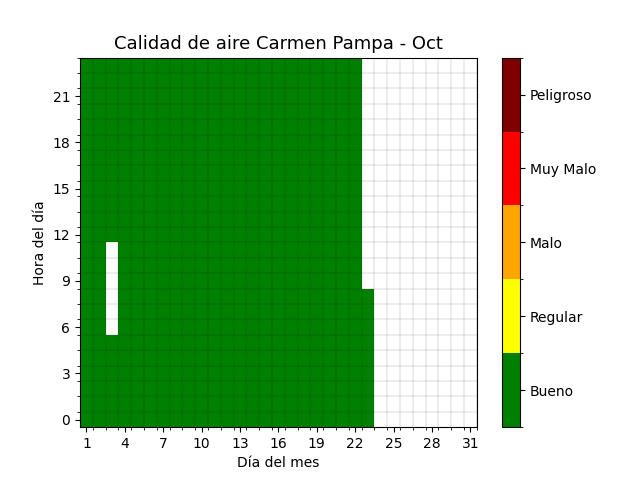 Calidad de aire Carmen Pampa - Oct
Hora del día
21
18
15
12
9
6
3
0
1 4 7 10 13 16 19 22 25 28 31
Día del mes
Peligroso
Muy Malo
Malo
Regular
Bueno